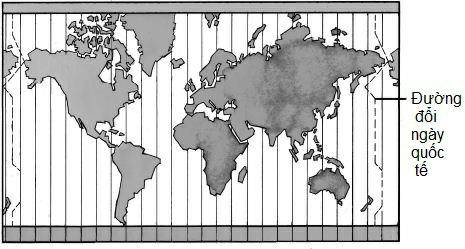 Đường
đổi
ngày
quốc
tế